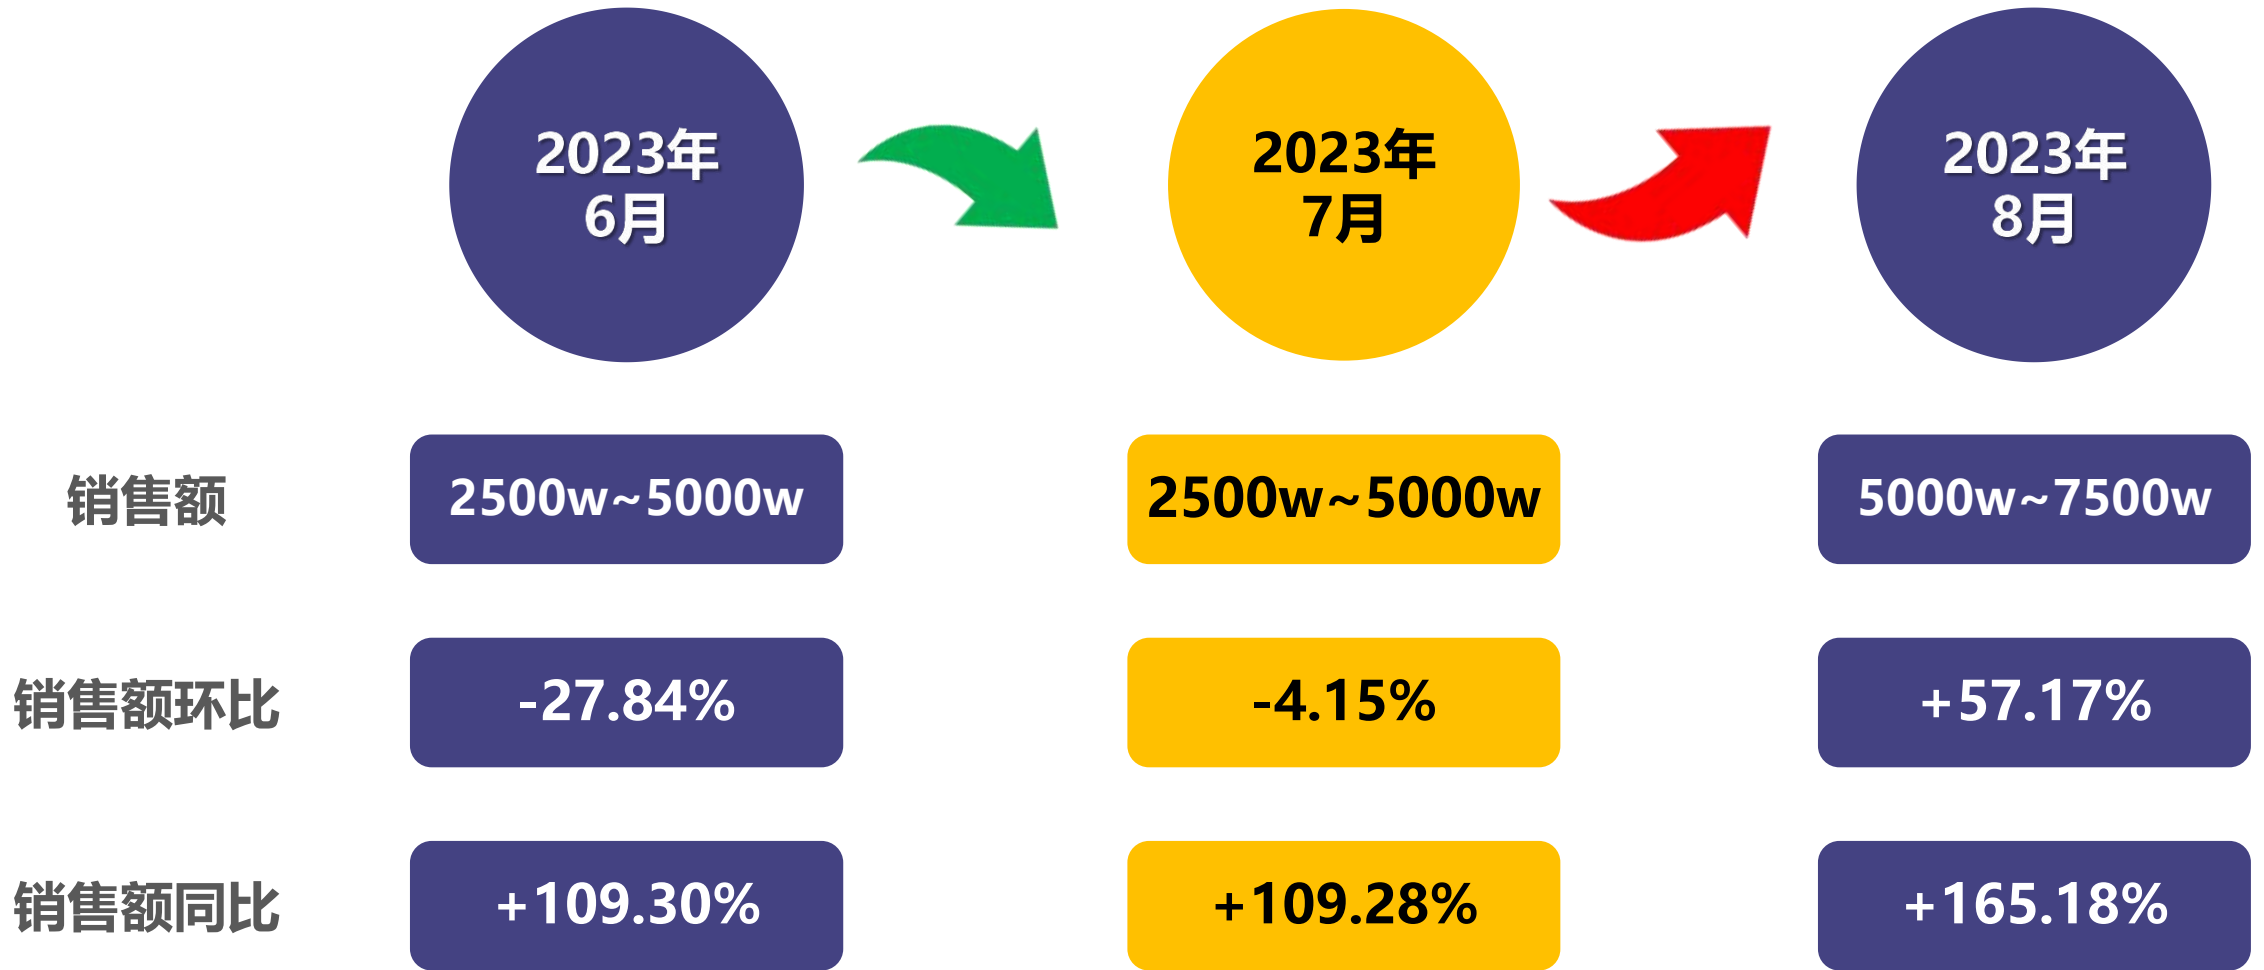 2023年
6月
2023年
7月
2023年
8月
销售额
2500w~5000w
2500w~5000w
5000w~7500w
销售额环比
-27.84%
-4.15%
+57.17%
销售额同比
+109.30%
+109.28%
+165.18%